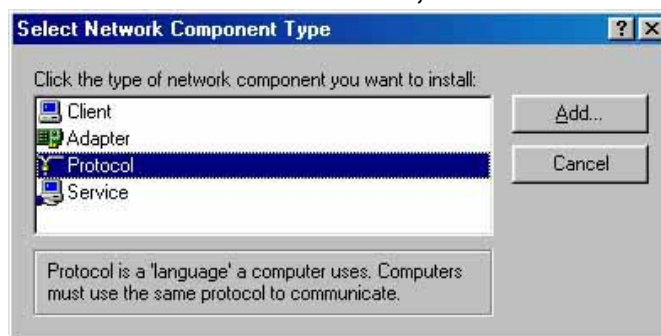 Select Network Component Type
Click the type of network component you want to install:
Client
Adapter
Protocol
Service
Add...
Cancel
Protocol is a 'language' a computer uses. Computers
must use the same protocol to communicate.